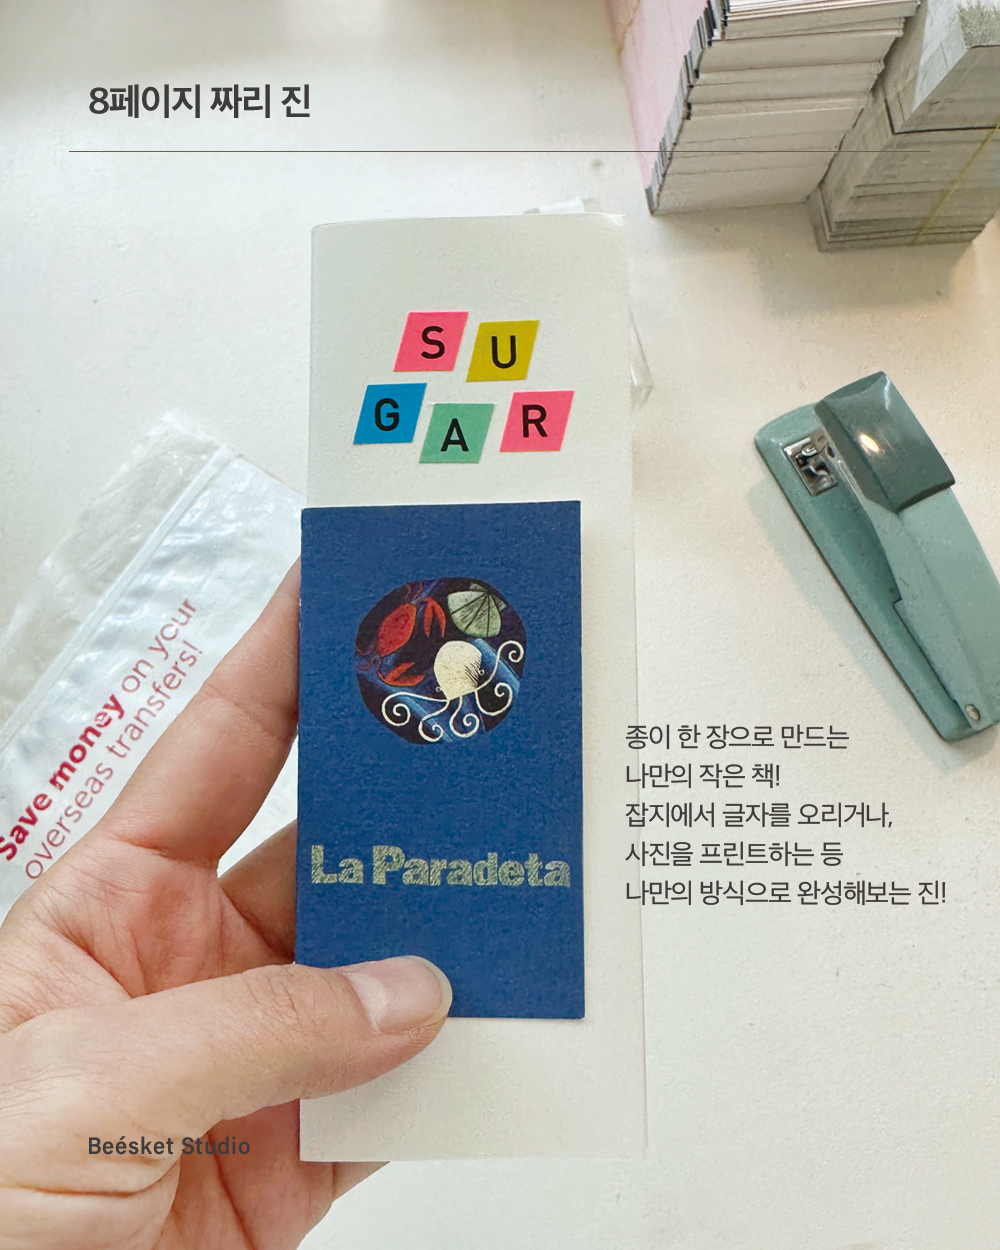 8페이지 짜리 진
S U
G A R
La Paradeta
Save money on your
overseas transfers!
종이 한 장으로 만드는
나만의 작은 책!
잡지에서 글자를 오리거나,
사진을 프린트하는 등
나만의 방식으로 완성해보는 진!
Beésket Studio